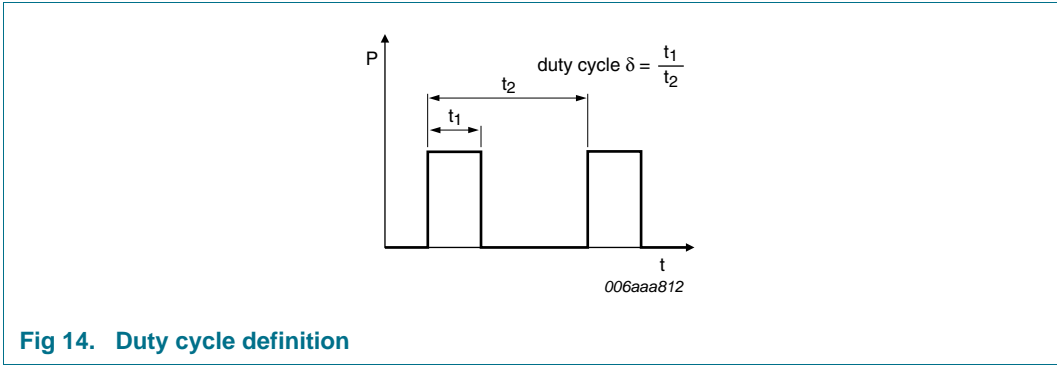 P
duty cycle δ = t1
t2
t2
t1
t
006aaa812
Fig 14. Duty cycle definition